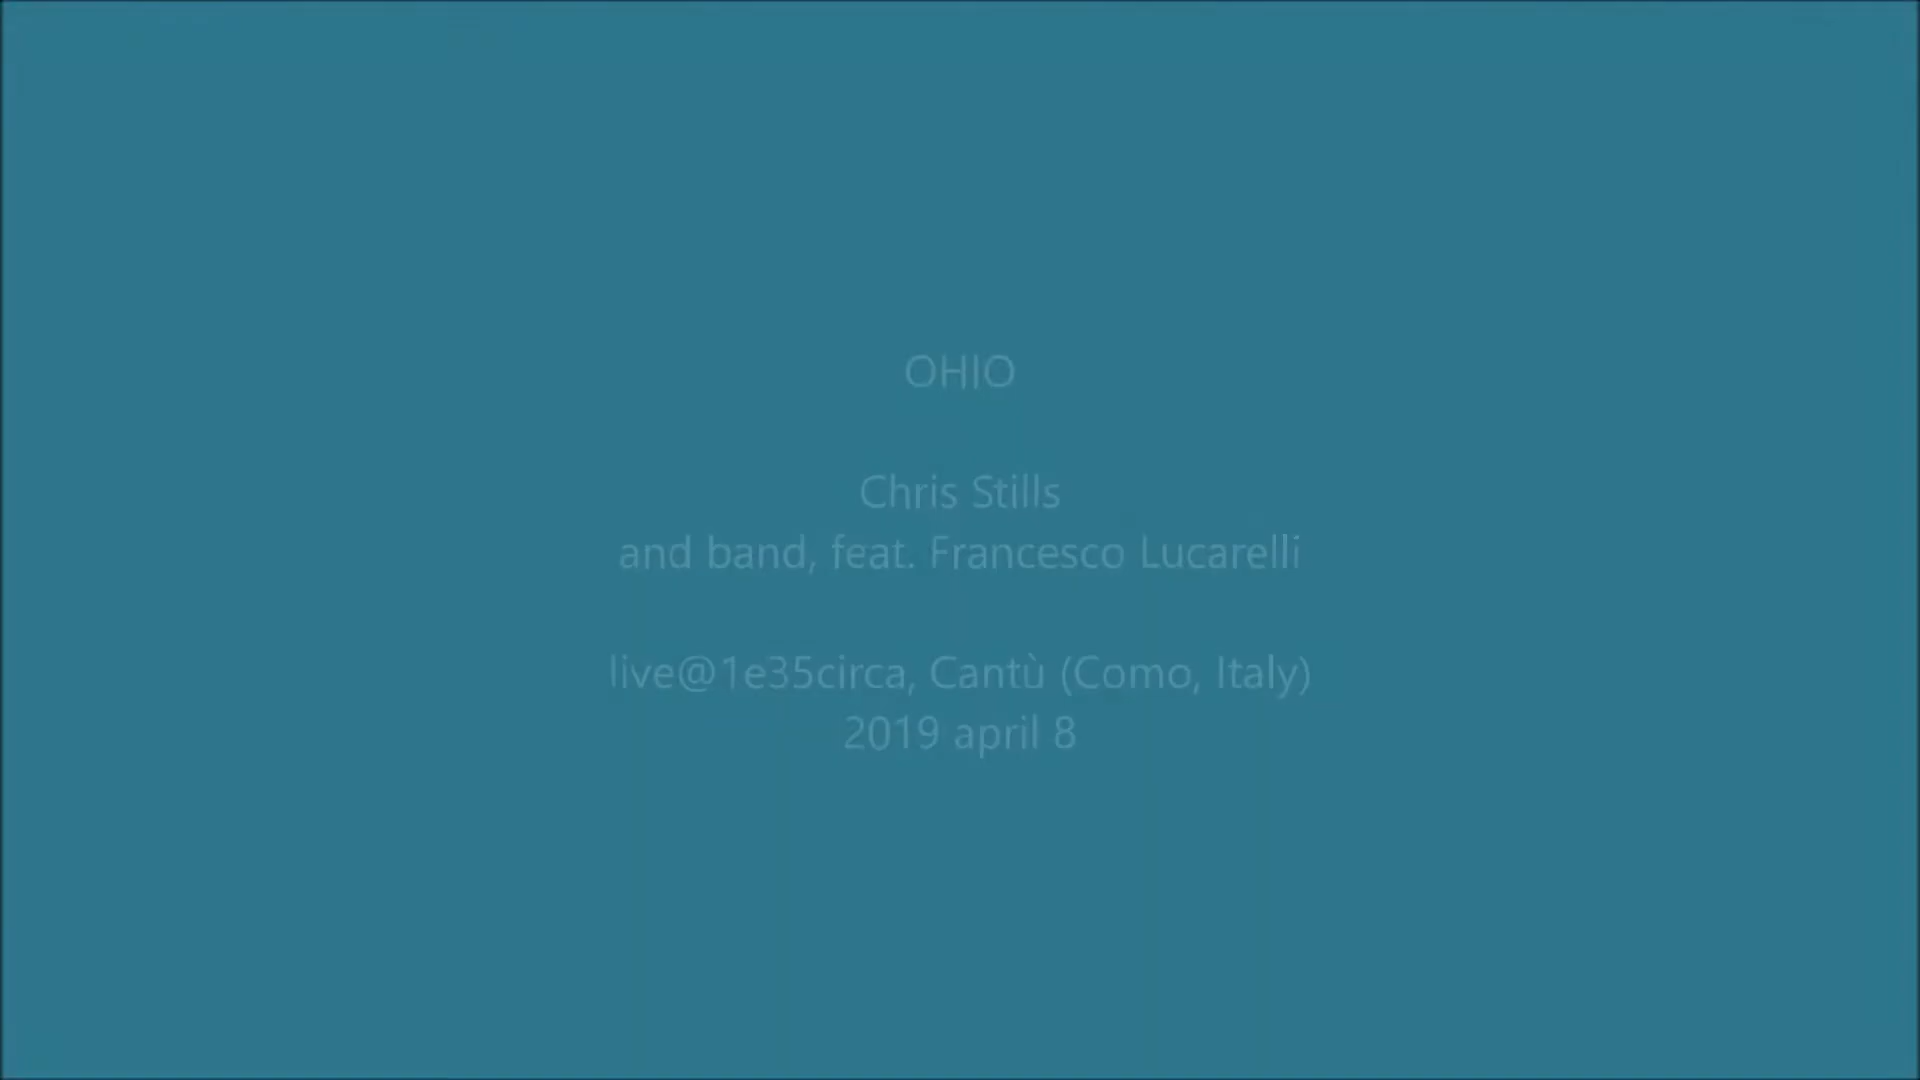 OHIO
Chris Stills
and band, feat. Francesco Lucarelli
live@1e35circa, Cantù (Como, Italy)
2019 april 8